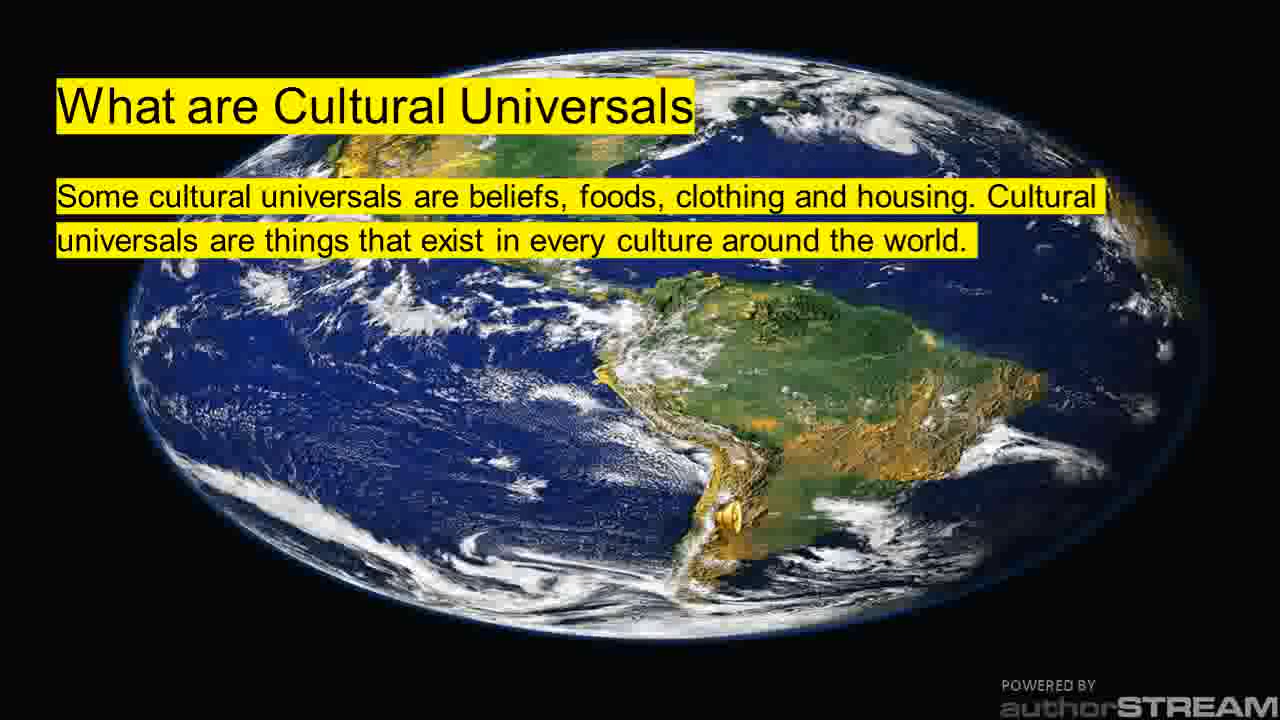 What are Cultural Universals
Some cultural universals are beliefs, foods, clothing and housing. Cultural
universals are things that exist in every culture around the world.
POWERED BY
authorSTREAM